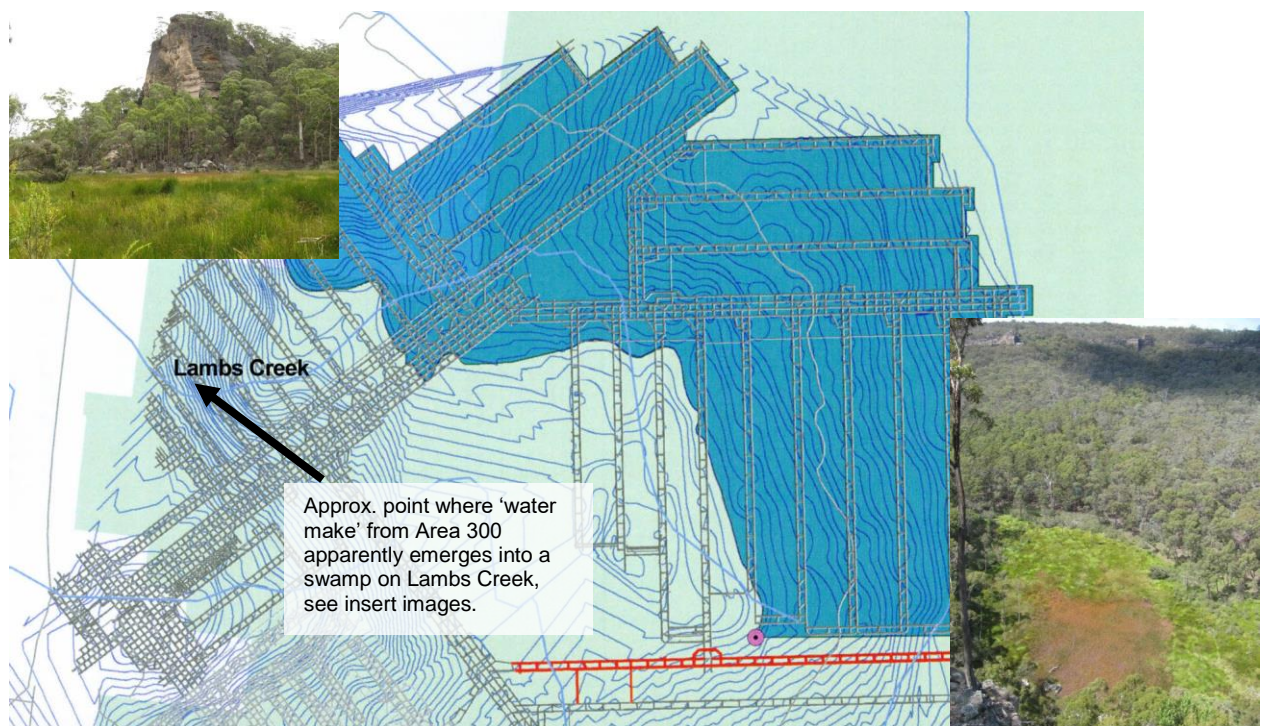 Lambs Creek
Approx. point where ‘water
make’ from Area 300
apparently emerges into a
swamp on Lambs Creek,
see insert images.